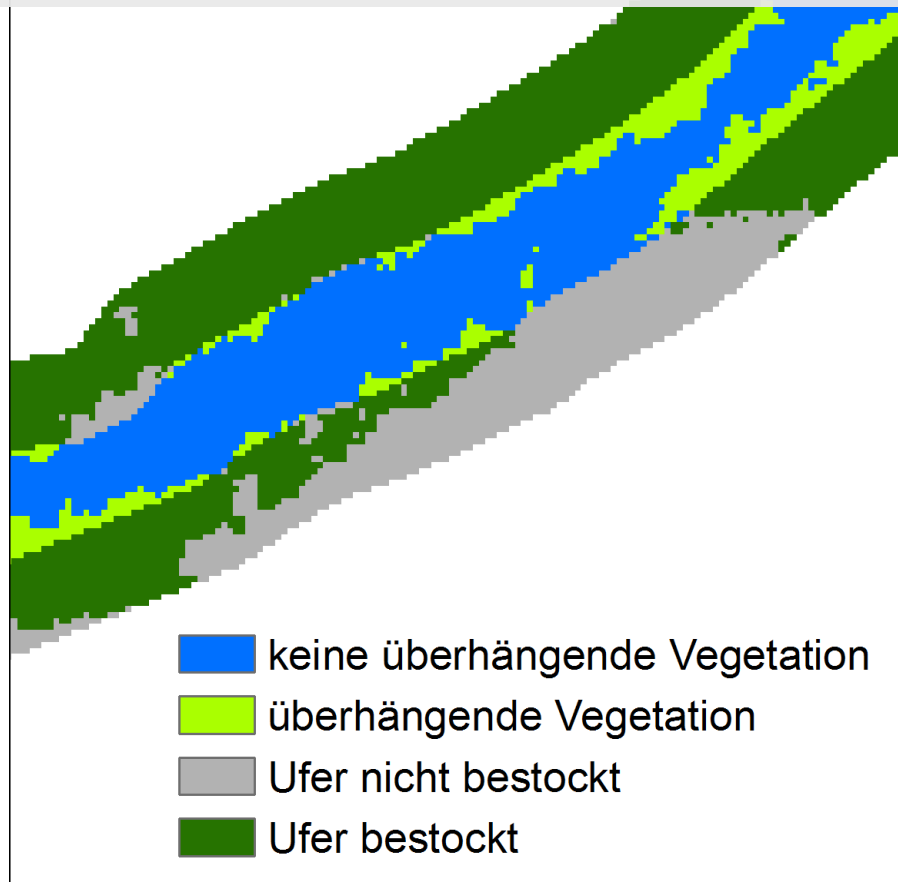 keine überhängende Vegetation
überhängende Vegetation
Ufer nicht bestockt
Ufer bestockt